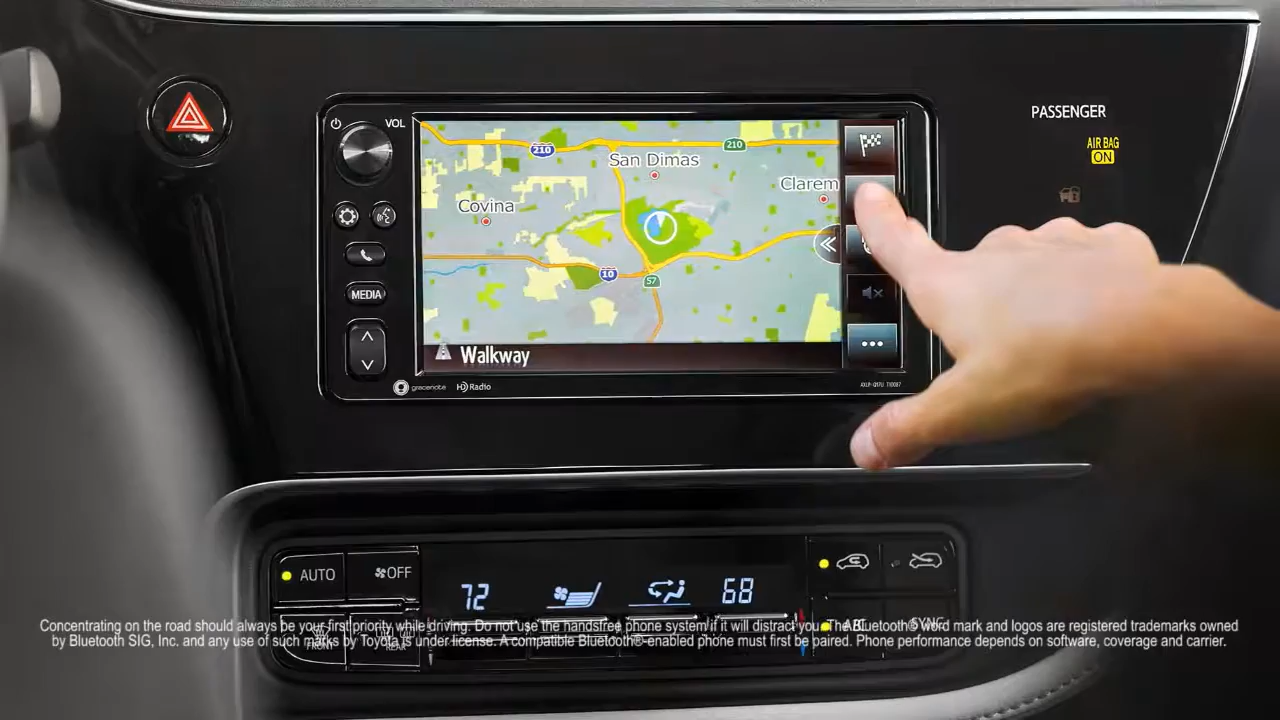 VOL
PASSENGER
AIR BAG
ON
210
210
San Dimas
Clarem
Covina
10
57
MEDIA
Walkway
gracenote
HD Radio
AUTO
OFF
72
68
Concentrating on the road should always be your first priority while driving. Do not use the handsfree phone system if it will distract you. The Bluetooth® word mark and logos are registered trademarks owned
by Bluetooth SIG, Inc. and any use of such marks by Toyota is under license. A compatible Bluetooth®-enabled phone must first be paired. Phone performance depends on software, coverage and carrier.
SYNC
FRONT
REAR